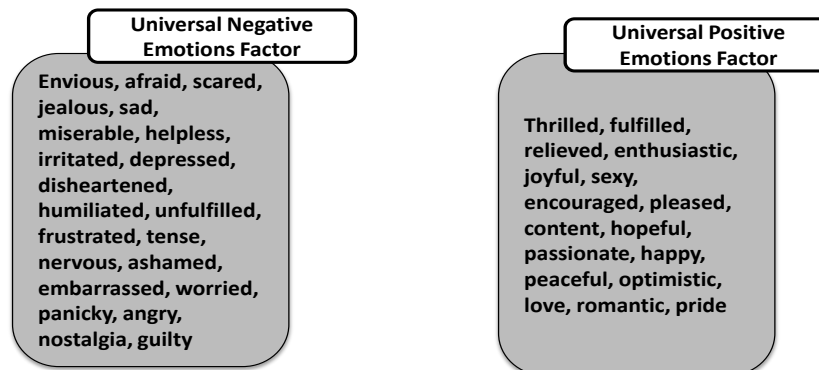 Universal Negative
Emotions Factor
Envious, afraid, scared,
jealous, sad,
miserable, helpless,
irritated, depressed,
disheartened,
humiliated, unfulfilled,
frustrated, tense,
nervous, ashamed,
embarrassed, worried,
panicky, angry,
nostalgia, guilty
Universal Positive
Emotions Factor
Thrilled, fulfilled,
relieved, enthusiastic,
joyful, sexy,
encouraged, pleased,
content, hopeful,
passionate, happy,
peaceful, optimistic,
love, romantic, pride